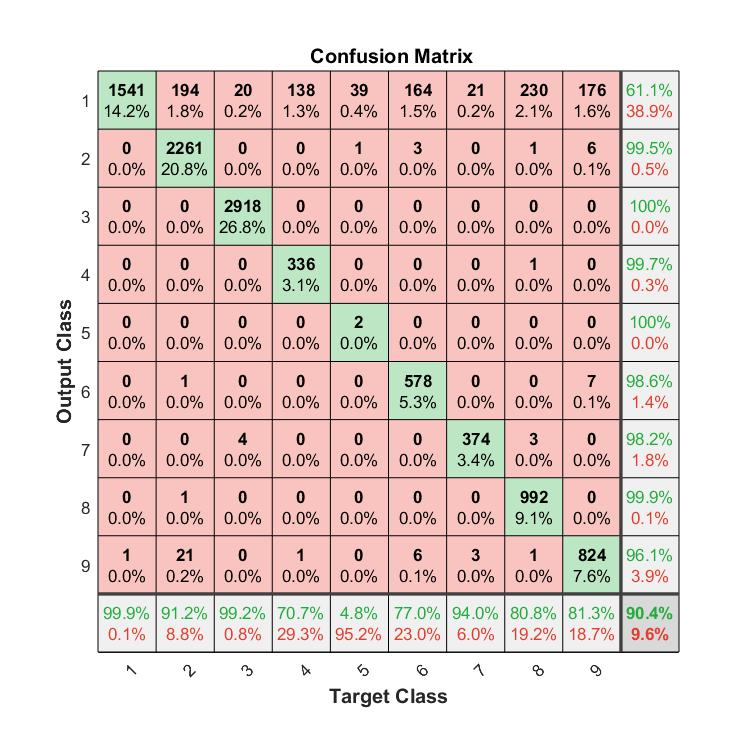 Confusion Matrix
1541 194 20 138 39 164 21 230 176 61.1%
1
14.2% 1.8% 0.2% 1.3% 0.4% 1.5% 0.2% 2.1% 1.6% 38.9%
0 2261 0 0 1 3 0 1 6 99.5%
2
0.0% 20.8% 0.0% 0.0% 0.0% 0.0% 0.0% 0.0% 0.1% 0.5%
0 0 2918 0 0 0 0 0 0 100%
3
0.0% 0.0% 26.8% 0.0% 0.0% 0.0% 0.0% 0.0% 0.0% 0.0%
0 0 0 336 0 0 0 1 0 99.7%
4
0.0% 0.0% 0.0% 3.1% 0.0% 0.0% 0.0% 0.0% 0.0% 0.3%
0 0 0 0 2 0 0 0 0 100%
5
0.0% 0.0% 0.0% 0.0% 0.0% 0.0% 0.0% 0.0% 0.0% 0.0%
0 1 0 0 0 578 0 0 7 98.6%
6
0.0% 0.0% 0.0% 0.0% 0.0% 5.3% 0.0% 0.0% 0.1% 1.4%
0 0 4 0 0 0 374 3 0 98.2%
7
0.0% 0.0% 0.0% 0.0% 0.0% 0.0% 3.4% 0.0% 0.0% 1.8%
0 1 0 0 0 0 0 992 0 99.9%
8
0.0% 0.0% 0.0% 0.0% 0.0% 0.0% 0.0% 9.1% 0.0% 0.1%
1 21 0 1 0 6 3 1 824 96.1%
9
0.0% 0.2% 0.0% 0.0% 0.0% 0.1% 0.0% 0.0% 7.6% 3.9%
99.9% 91.2% 99.2% 70.7% 4.8% 77.0% 94.0% 80.8% 81.3% 90.4%
0.1% 8.8% 0.8% 29.3% 95.2% 23.0% 6.0% 19.2% 18.7% 9.6%
1 2 3 4 5 6 7 8 9
Target Class
Output Class